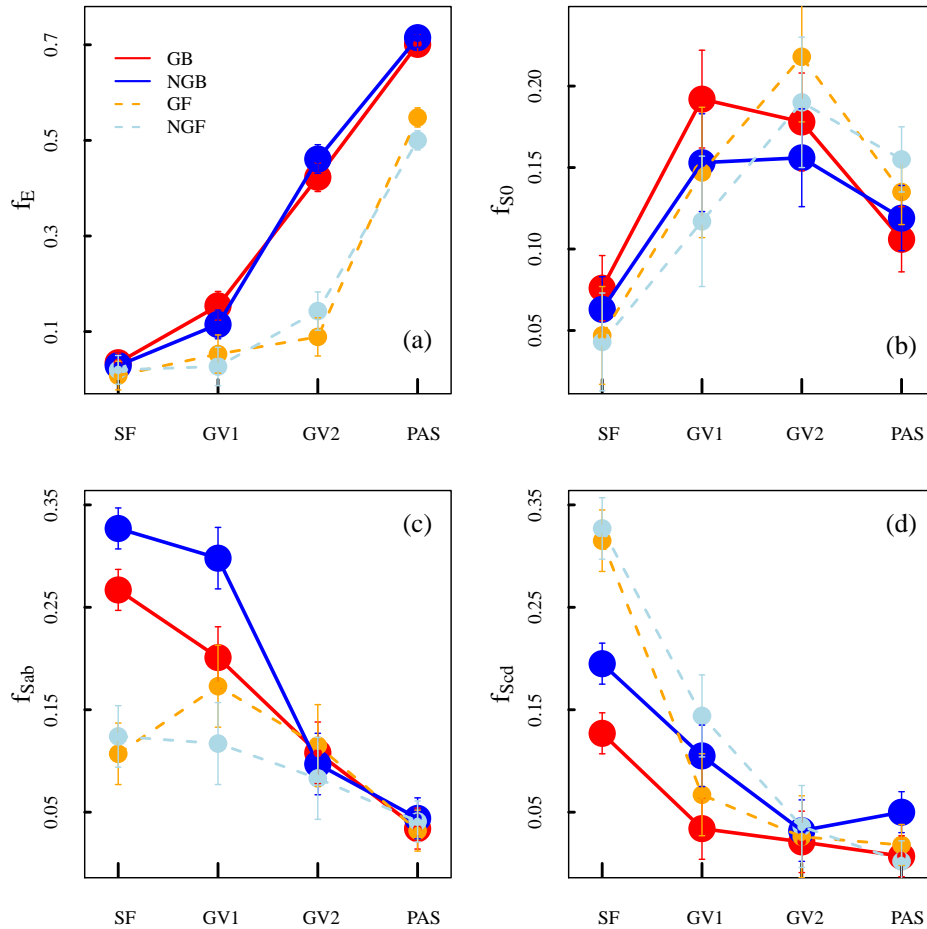 0.7
0.5
0.3
0.1
f_E
GB
NGB
GF
NGF
(a)
SF GV1 GV2 PAS
0.20
0.15
0.10
0.05
f_S0
(b)
SF GV1 GV2 PAS
0.35
0.25
0.15
0.05
f_Sab
(c)
SF GV1 GV2 PAS
0.35
0.25
0.15
0.05
f_Scd
(d)
SF GV1 GV2 PAS